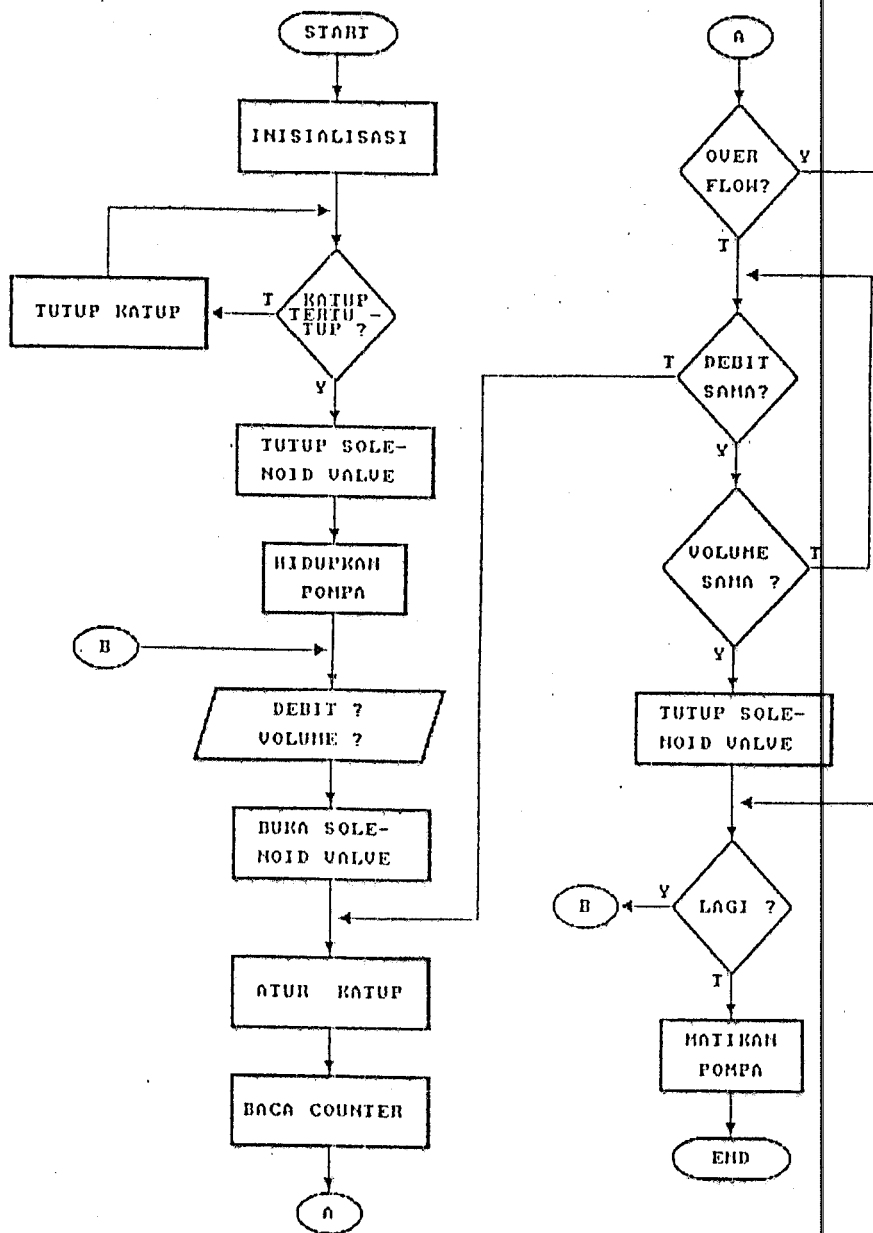 START
INISIALISASI
T
KATUP
TERTU-
TUP ?
TUTUP KATUP
Y
TUTUP SOLE-
NOID VALVE
HIDUPKAN
POMPA
B
DEBIT ?
VOLUME ?
BUKA SOLE-
NOID VALVE
ATUR KATUP
BACA COUNTER
A
A
OVER
FLOW?
Y
T
T
DEBIT
SAMA?
Y
VOLUME
SAMA ?
T
Y
TUTUP SOLE-
NOID VALVE
Y
B
LAGI ?
T
MATIKAN
POMPA
END